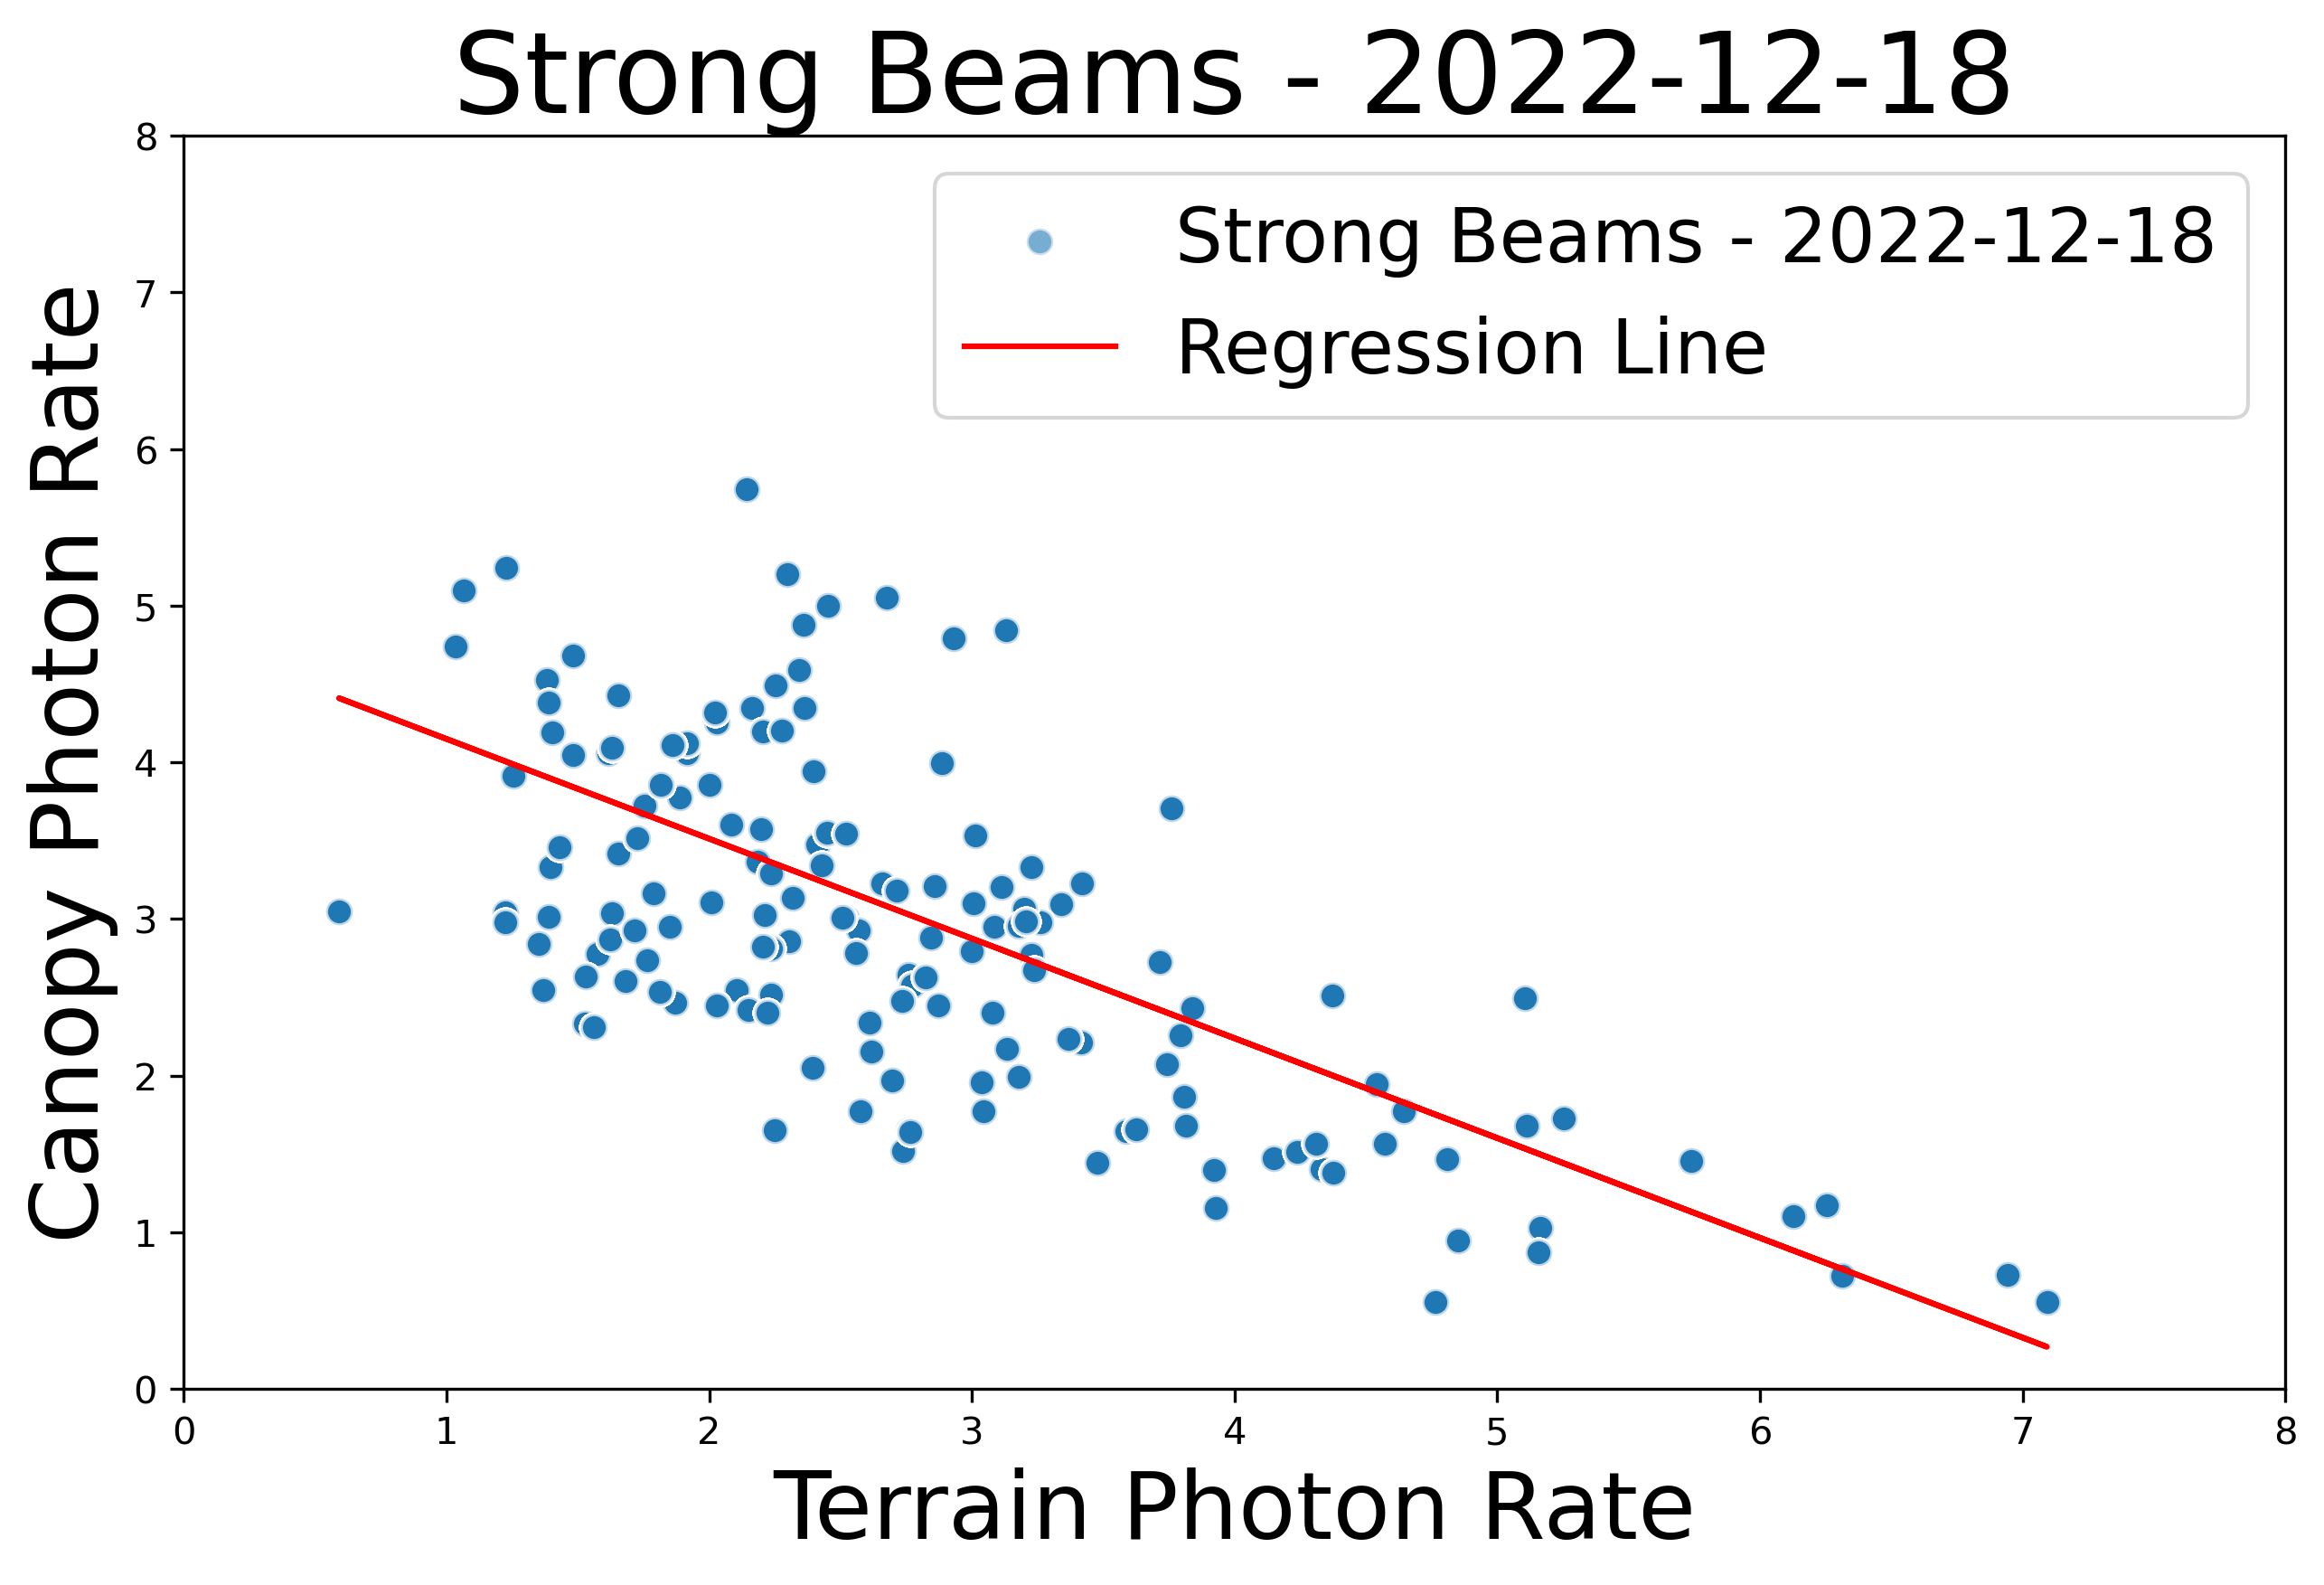 Strong Beams - 2022-12-18
Strong Beams - 2022-12-18
Regression Line
Canopy Photon Rate
8
7
6
5
4
3
2
1
0
0 1 2 3 4 5 6 7 8
Terrain Photon Rate